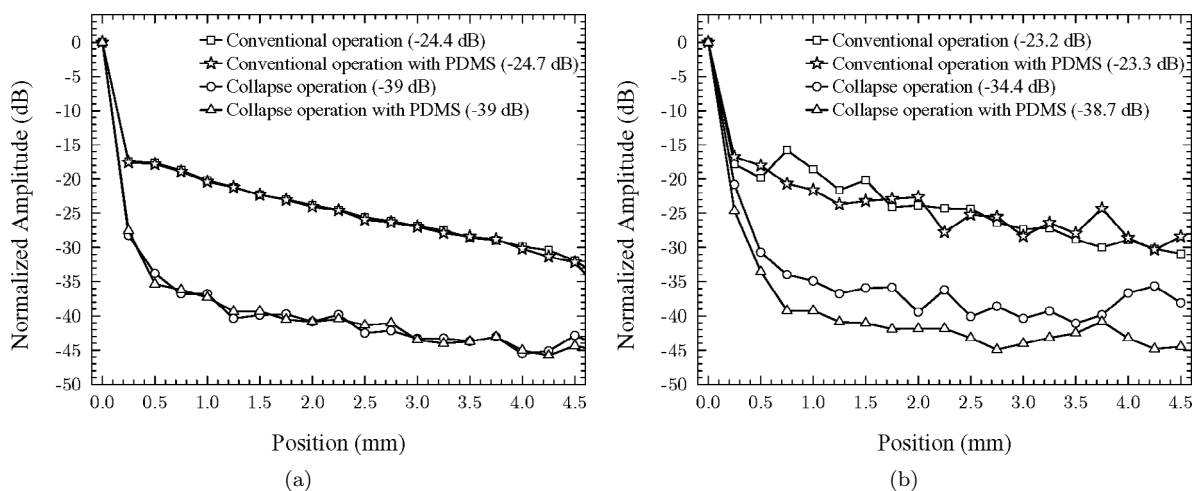 Normalized Amplitude (dB)
0
-5
-10
-15
-20
-25
-30
-35
-40
-45
-50
Conventional operation (-24.4 dB)
Conventional operation with PDMS (-24.7 dB)
Collapse operation (-39 dB)
Collapse operation with PDMS (-39 dB)
0.0 0.5 1.0 1.5 2.0 2.5 3.0 3.5 4.0 4.5
Position (mm)
(a)
Normalized Amplitude (dB)
0
-5
-10
-15
-20
-25
-30
-35
-40
-45
-50
Conventional operation (-23.2 dB)
Conventional operation with PDMS (-23.3 dB)
Collapse operation (-34.4 dB)
Collapse operation with PDMS (-38.7 dB)
0.0 0.5 1.0 1.5 2.0 2.5 3.0 3.5 4.0 4.5
Position (mm)
(b)